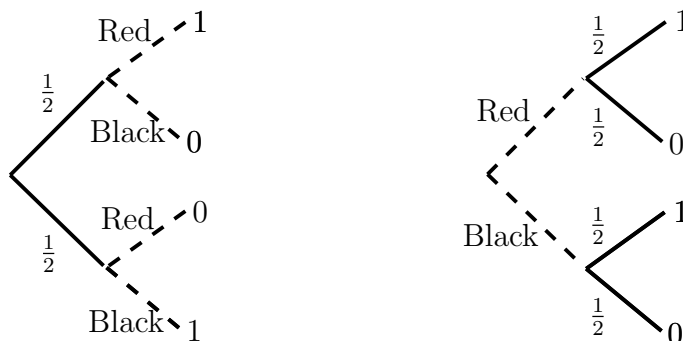 Red 1
1/2
Black 0
Red 0
1/2
Black 1
1/2 1
Red
1/2 0
Black
1/2 1
1/2 0